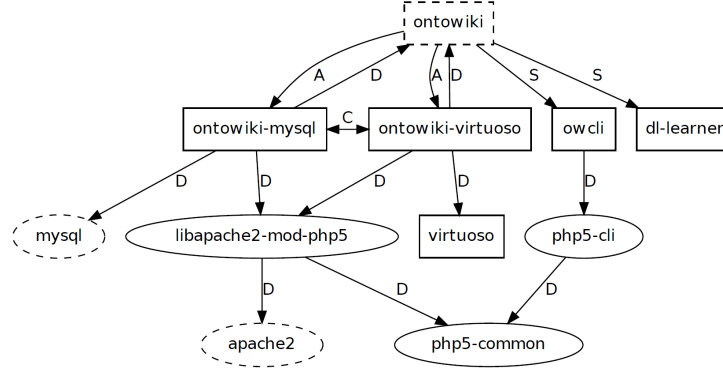 ontowiki
A
D
A
D
S
S
ontowiki-mysql
C
ontowiki-virtuoso
owcli
dl-learner
D
D
D
D
D
mysql
libapache2-mod-php5
virtuoso
php5-cli
D
D
D
apache2
php5-common